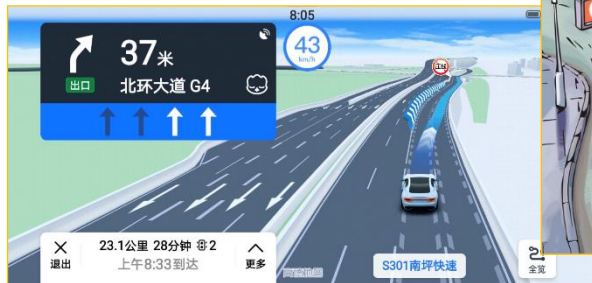 8:05
37米
43
km/h
出口
北环大道 G4
23.1公里 28分钟 2
退出
上午8:33到达
更多
S301南坪快速
全览